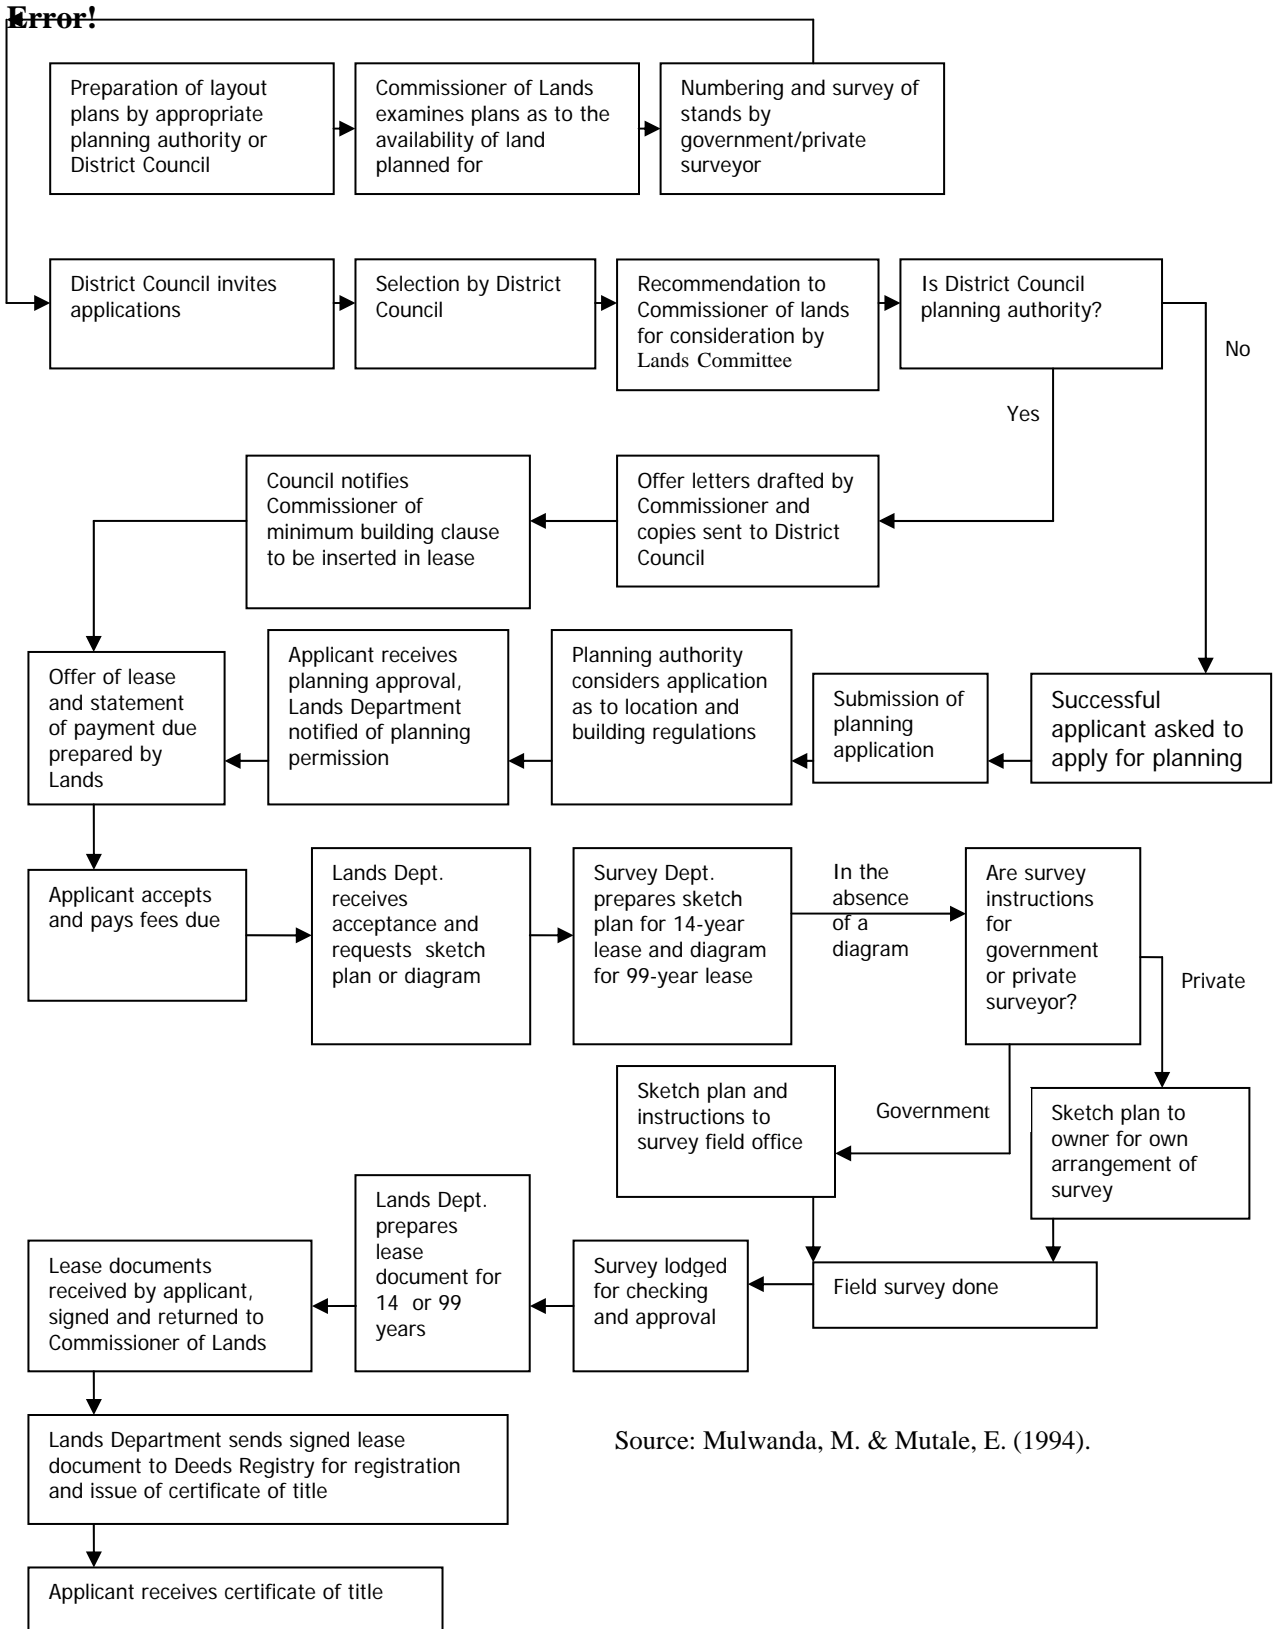 Error!
Preparation of layout
plans by appropriate
planning authority or
District Council
Commissioner of Lands
examines plans as to the
availability of land
planned for
Numbering and survey of
stands by
government/private
surveyor
District Council invites
applications
Selection by District
Council
Recommendation to
Commissioner of lands
for consideration by
Lands Committee
Is District Council
planning authority?
No
Yes
Council notifies
Commissioner of
minimum building clause
to be inserted in lease
Offer letters drafted by
Commissioner and
copies sent to District
Council
Offer of lease
and statement
of payment due
prepared by
Lands
Applicant receives
planning approval,
Lands Department
notified of planning
permission
Planning authority
considers application
as to location and
building regulations
Submission of
planning
application
Successful
applicant asked to
apply for planning
Applicant accepts
and pays fees due
Lands Dept.
receives
acceptance and
requests sketch
plan or diagram
Survey Dept.
prepares sketch
plan for 14-year
lease and diagram
for 99-year lease
In the
absence
of a
diagram
Are survey
instructions
for
government
or private
surveyor?
Private
Sketch plan and
instructions to
survey field office
Government
Sketch plan to
owner for own
arrangement of
survey
Lease documents
received by applicant,
signed and returned to
Commissioner of Lands
Lands Dept.
prepares
lease
document for
14 or 99
years
Survey lodged
for checking
and approval
Field survey done
Lands Department sends signed lease
document to Deeds Registry for registration
and issue of certificate of title
Source: Mulwanda, M. & Mutale, E. (1994).
Applicant receives certificate of title